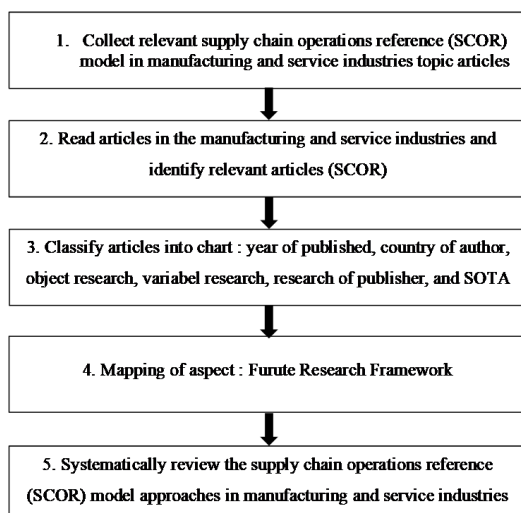 1. Collect relevant supply chain operations reference (SCOR)
model in manufacturing and service industries topic articles
2. Read articles in the manufacturing and service industries and
identify relevant articles (SCOR)
3. Classify articles into chart : year of published, country of author,
object research, variabel research, research of publisher, and SOTA
4. Mapping of aspect : Furute Research Framework
5. Systematically review the supply chain operations reference
(SCOR) model approaches in manufacturing and service industries